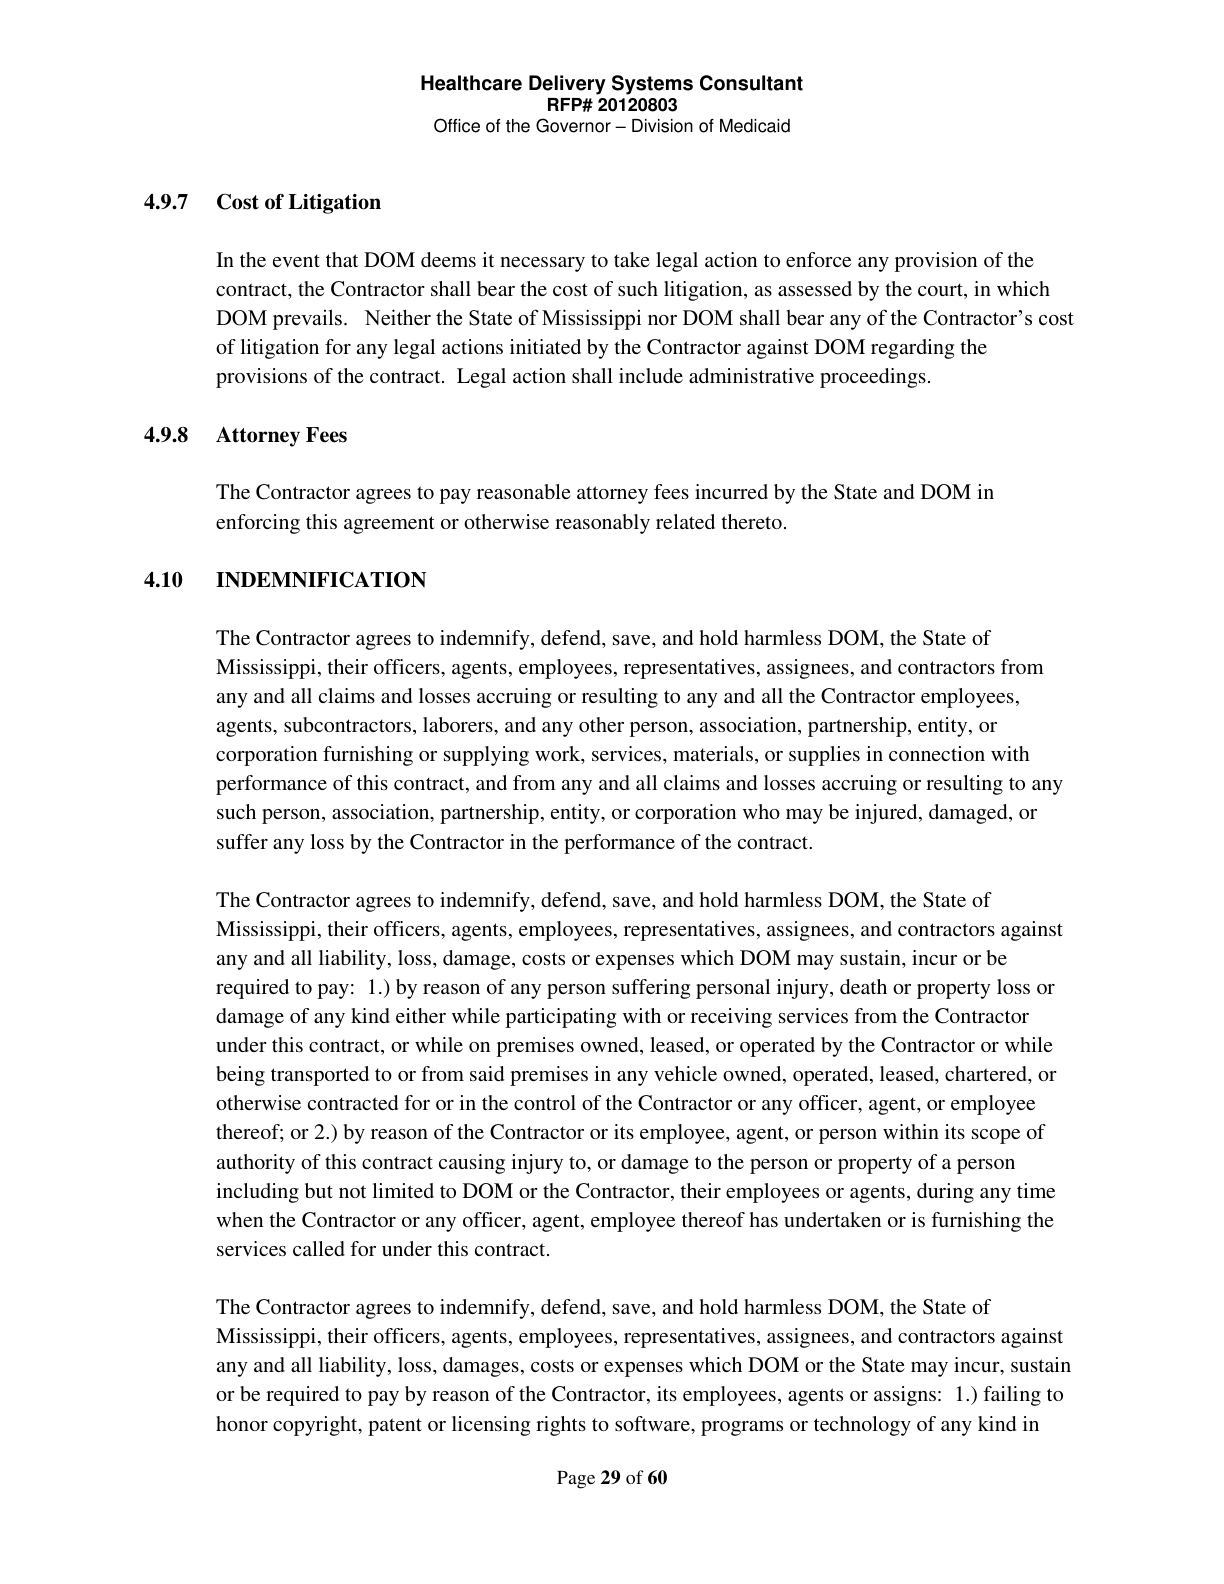 Healthcare Delivery Systems Consultant
RFP# 20120803
Office of the Governor – Division of Medicaid
4.9.7 Cost of Litigation
In the event that DOM deems it necessary to take legal action to enforce any provision of the
contract, the Contractor shall bear the cost of such litigation, as assessed by the court, in which
DOM prevails. Neither the State of Mississippi nor DOM shall bear any of the Contractor’s cost
of litigation for any legal actions initiated by the Contractor against DOM regarding the
provisions of the contract. Legal action shall include administrative proceedings.
4.9.8 Attorney Fees
The Contractor agrees to pay reasonable attorney fees incurred by the State and DOM in
enforcing this agreement or otherwise reasonably related thereto.
4.10 INDEMNIFICATION
The Contractor agrees to indemnify, defend, save, and hold harmless DOM, the State of
Mississippi, their officers, agents, employees, representatives, assignees, and contractors from
any and all claims and losses accruing or resulting to any and all the Contractor employees,
agents, subcontractors, laborers, and any other person, association, partnership, entity, or
corporation furnishing or supplying work, services, materials, or supplies in connection with
performance of this contract, and from any and all claims and losses accruing or resulting to any
such person, association, partnership, entity, or corporation who may be injured, damaged, or
suffer any loss by the Contractor in the performance of the contract.
The Contractor agrees to indemnify, defend, save, and hold harmless DOM, the State of
Mississippi, their officers, agents, employees, representatives, assignees, and contractors against
any and all liability, loss, damage, costs or expenses which DOM may sustain, incur or be
required to pay: 1.) by reason of any person suffering personal injury, death or property loss or
damage of any kind either while participating with or receiving services from the Contractor
under this contract, or while on premises owned, leased, or operated by the Contractor or while
being transported to or from said premises in any vehicle owned, operated, leased, chartered, or
otherwise contracted for or in the control of the Contractor or any officer, agent, or employee
thereof; or 2.) by reason of the Contractor or its employee, agent, or person within its scope of
authority of this contract causing injury to, or damage to the person or property of a person
including but not limited to DOM or the Contractor, their employees or agents, during any time
when the Contractor or any officer, agent, employee thereof has undertaken or is furnishing the
services called for under this contract.
The Contractor agrees to indemnify, defend, save, and hold harmless DOM, the State of
Mississippi, their officers, agents, employees, representatives, assignees, and contractors against
any and all liability, loss, damages, costs or expenses which DOM or the State may incur, sustain
or be required to pay by reason of the Contractor, its employees, agents or assigns: 1.) failing to
honor copyright, patent or licensing rights to software, programs or technology of any kind in
Page 29 of 60